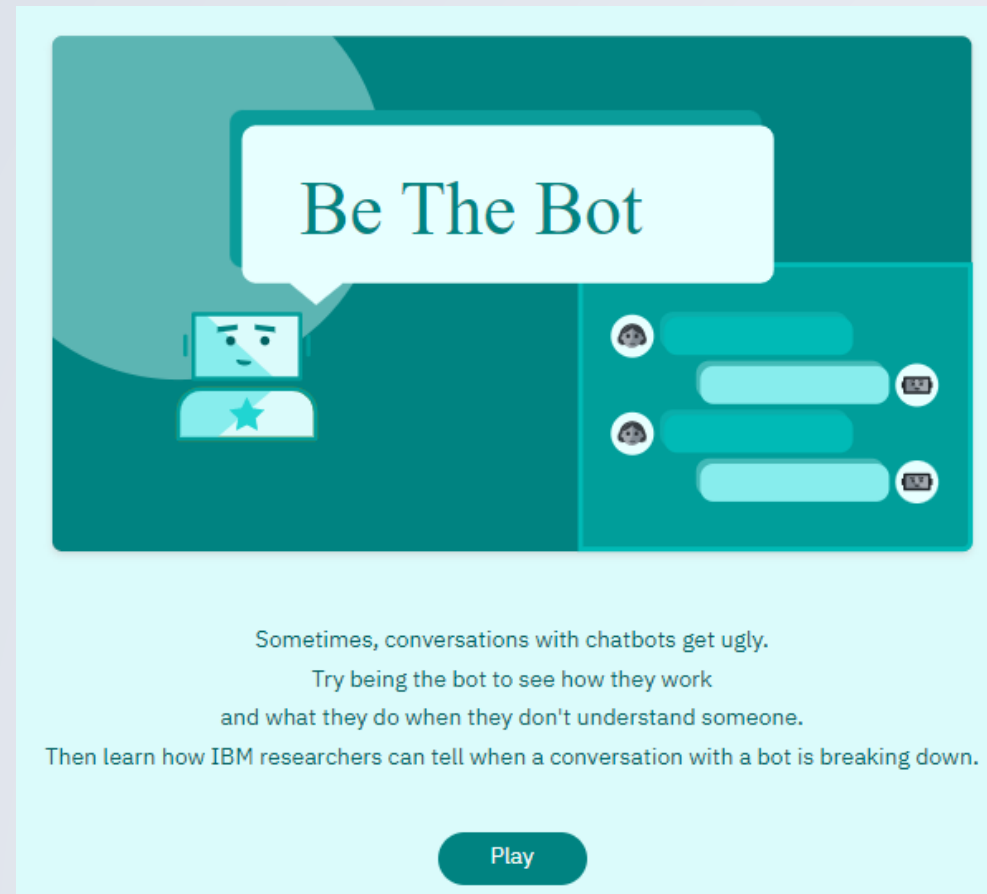 Be The Bot
Sometimes, conversations with chatbots get ugly.
Try being the bot to see how they work
and what they do when they don't understand someone.
Then learn how IBM researchers can tell when a conversation with a bot is breaking down.
Play